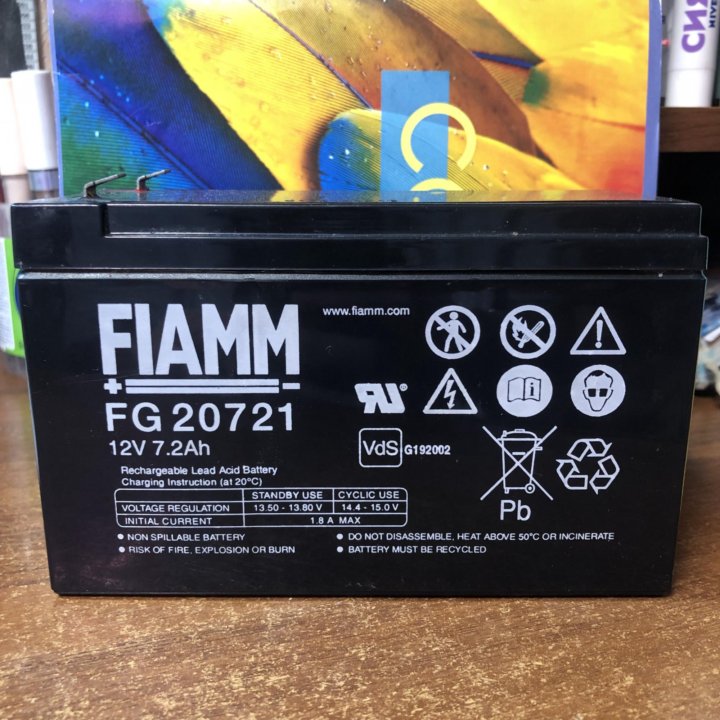 СИЯ
NIVE
C
FIAMM
www.fiamm.com
+ −
FG 20721
12V 7.2Ah
VdS G192002
Rechargeable Lead Acid Battery
Charging Instruction (at 20°C)
STANDBY USE CYCLIC USE
VOLTAGE REGULATION 13.50 - 13.80 V 14.4 - 15.0 V
INITIAL CURRENT 1.8 A MAX
Pb
• NON SPILLABLE BATTERY
• RISK OF FIRE, EXPLOSION OR BURN
• DO NOT DISASSEMBLE, HEAT ABOVE 50°C OR INCINERATE
• BATTERY MUST BE RECYCLED